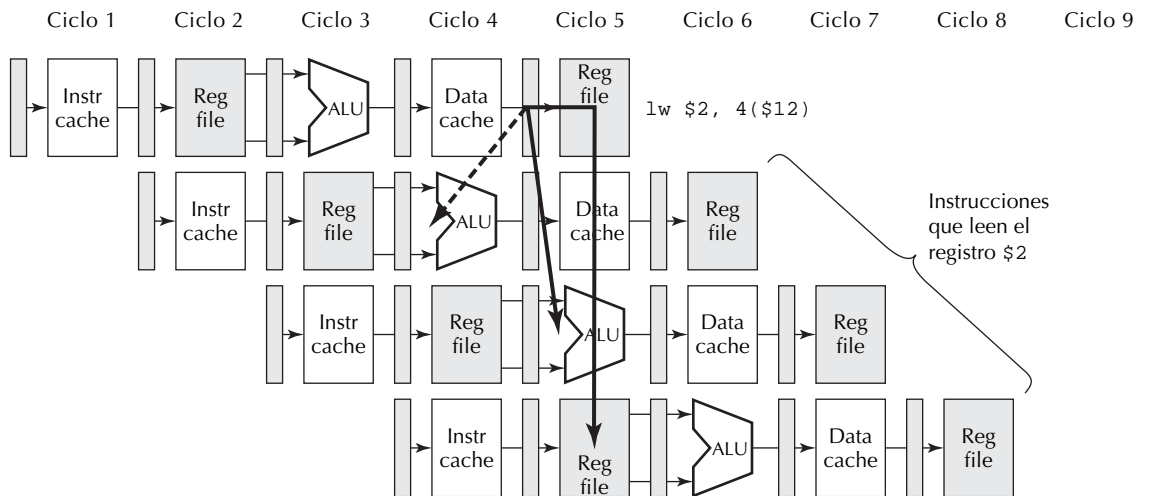 Ciclo 1 Ciclo 2 Ciclo 3 Ciclo 4 Ciclo 5 Ciclo 6 Ciclo 7 Ciclo 8 Ciclo 9
Instr
cache
Reg
file
ALU
Data
cache
Reg
file
lw $2, 4($12)
Instr
cache
Reg
file
ALU
Data
cache
Reg
file
Instrucciones
que leen el
registro $2
Instr
cache
Reg
file
ALU
Data
cache
Reg
file
Instr
cache
Reg
file
ALU
Data
cache
Reg
file